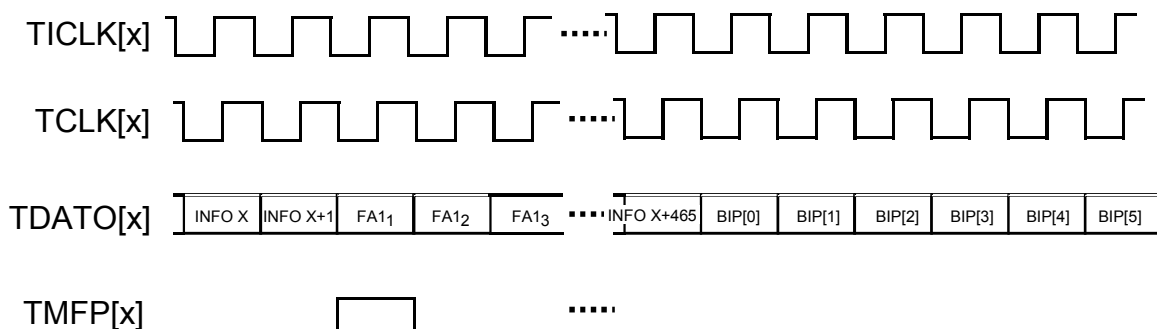 TICLK[x]
TCLK[x]
TDATO[x] INFO X INFO X+1 FA1₁ FA1₂ FA1₃ INFO X+465 BIP[0] BIP[1] BIP[2] BIP[3] BIP[4] BIP[5]
TMFP[x]